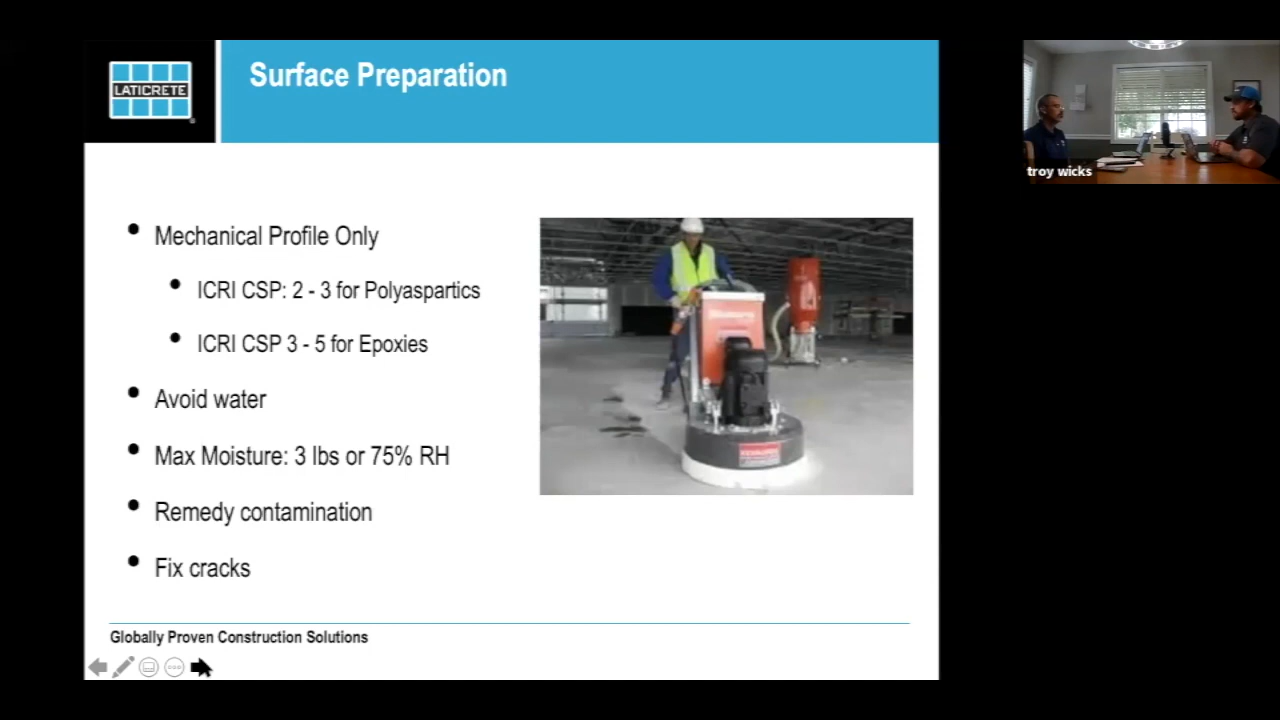 LATICRETE
Surface Preparation
Mechanical Profile Only
ICRI CSP: 2 - 3 for Polyaspartics
ICRI CSP 3 - 5 for Epoxies
Avoid water
Max Moisture: 3 lbs or 75% RH
Remedy contamination
Fix cracks
Globally Proven Construction Solutions
troy wicks